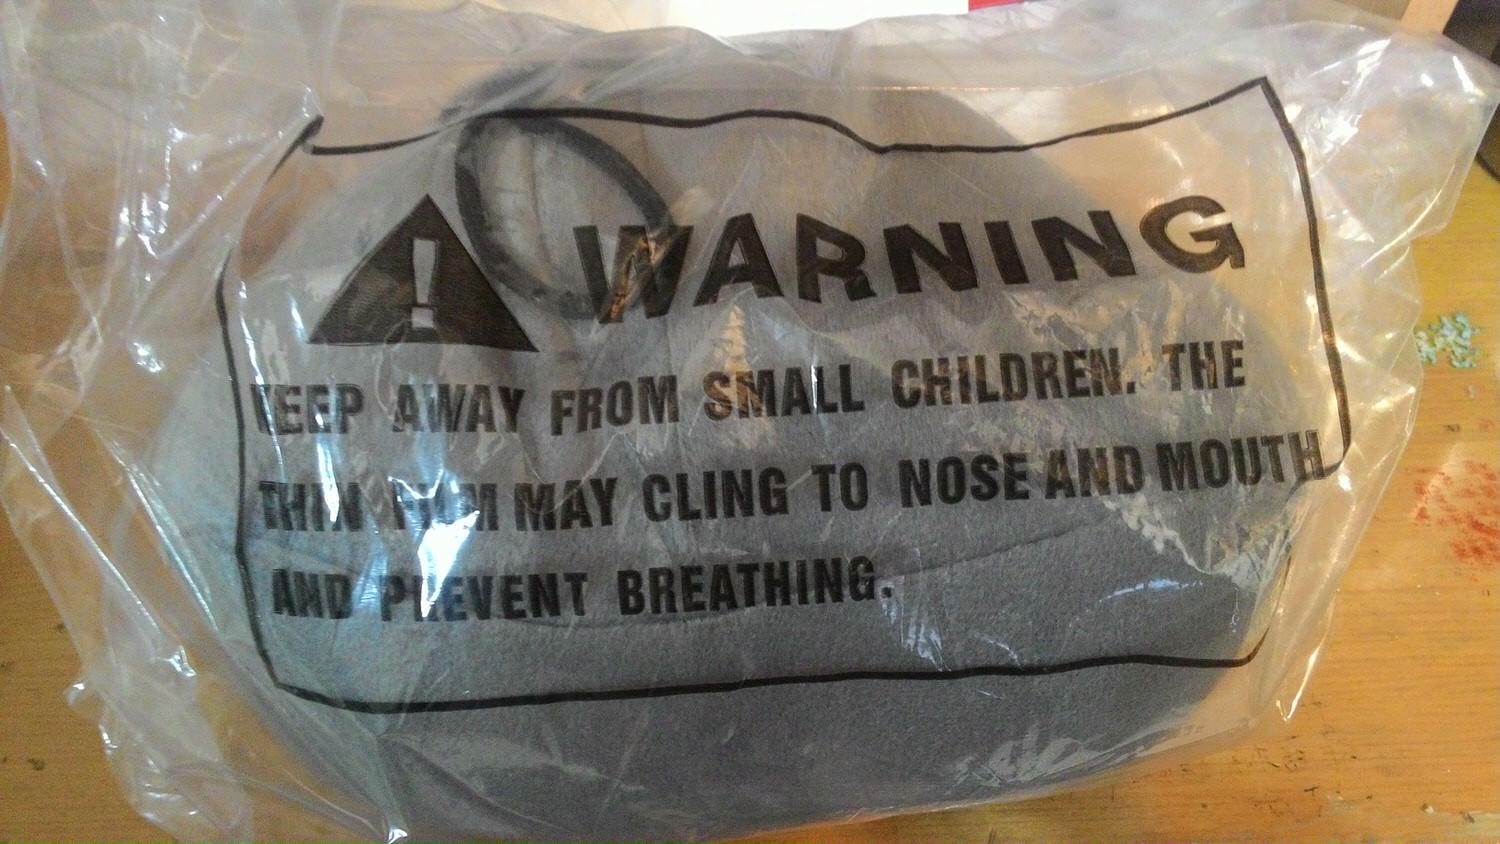 WARNING
KEEP AWAY FROM SMALL CHILDREN. THE
THIN FILM MAY CLING TO NOSE AND MOUTH
AND PREVENT BREATHING.